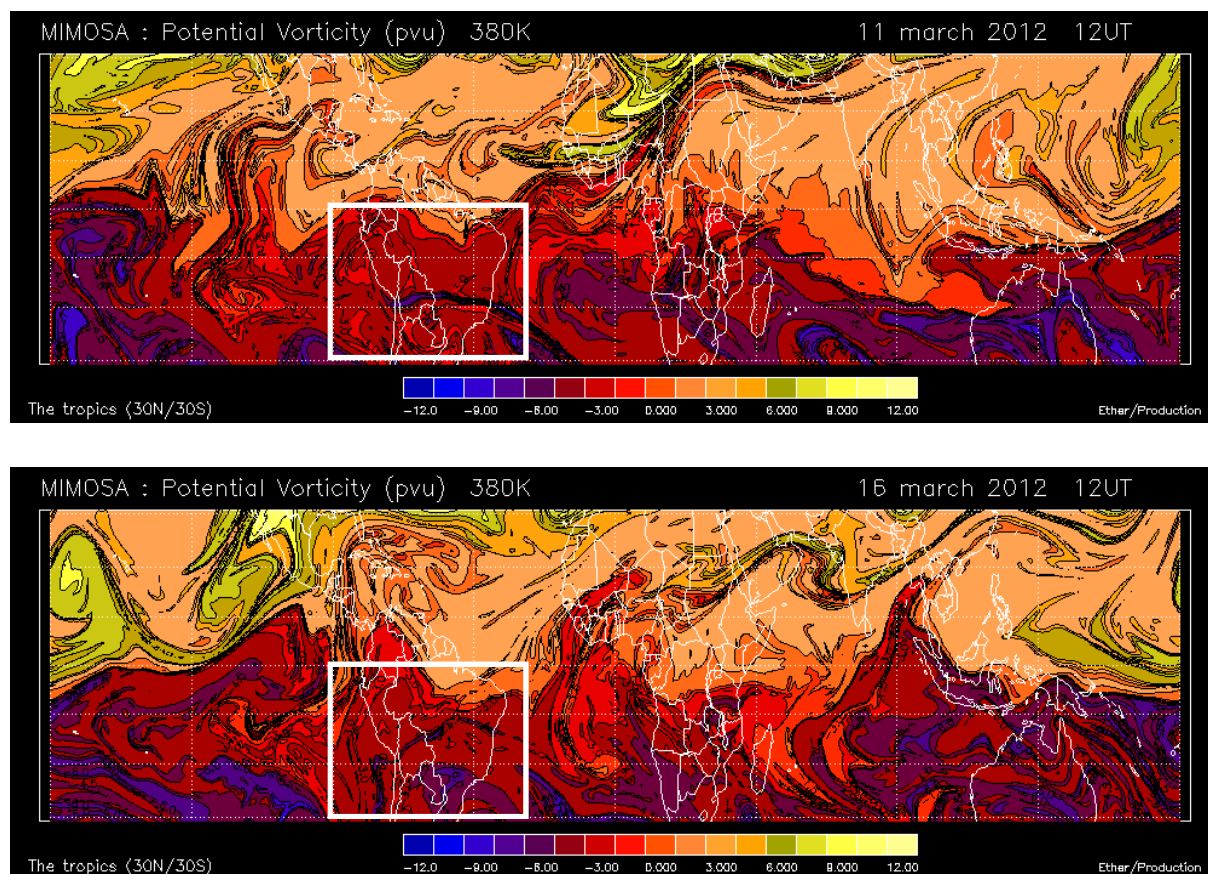 MIMOSA : Potential Vorticity (pvu) 380K 11 march 2012 12UT
-12.0 -9.00 -6.00 -3.00 0.000 3.000 6.000 9.000 12.00
The tropics (30N/30S) Ether/Production
MIMOSA : Potential Vorticity (pvu) 380K 16 march 2012 12UT
-12.0 -9.00 -6.00 -3.00 0.000 3.000 6.000 9.000 12.00
The tropics (30N/30S) Ether/Production